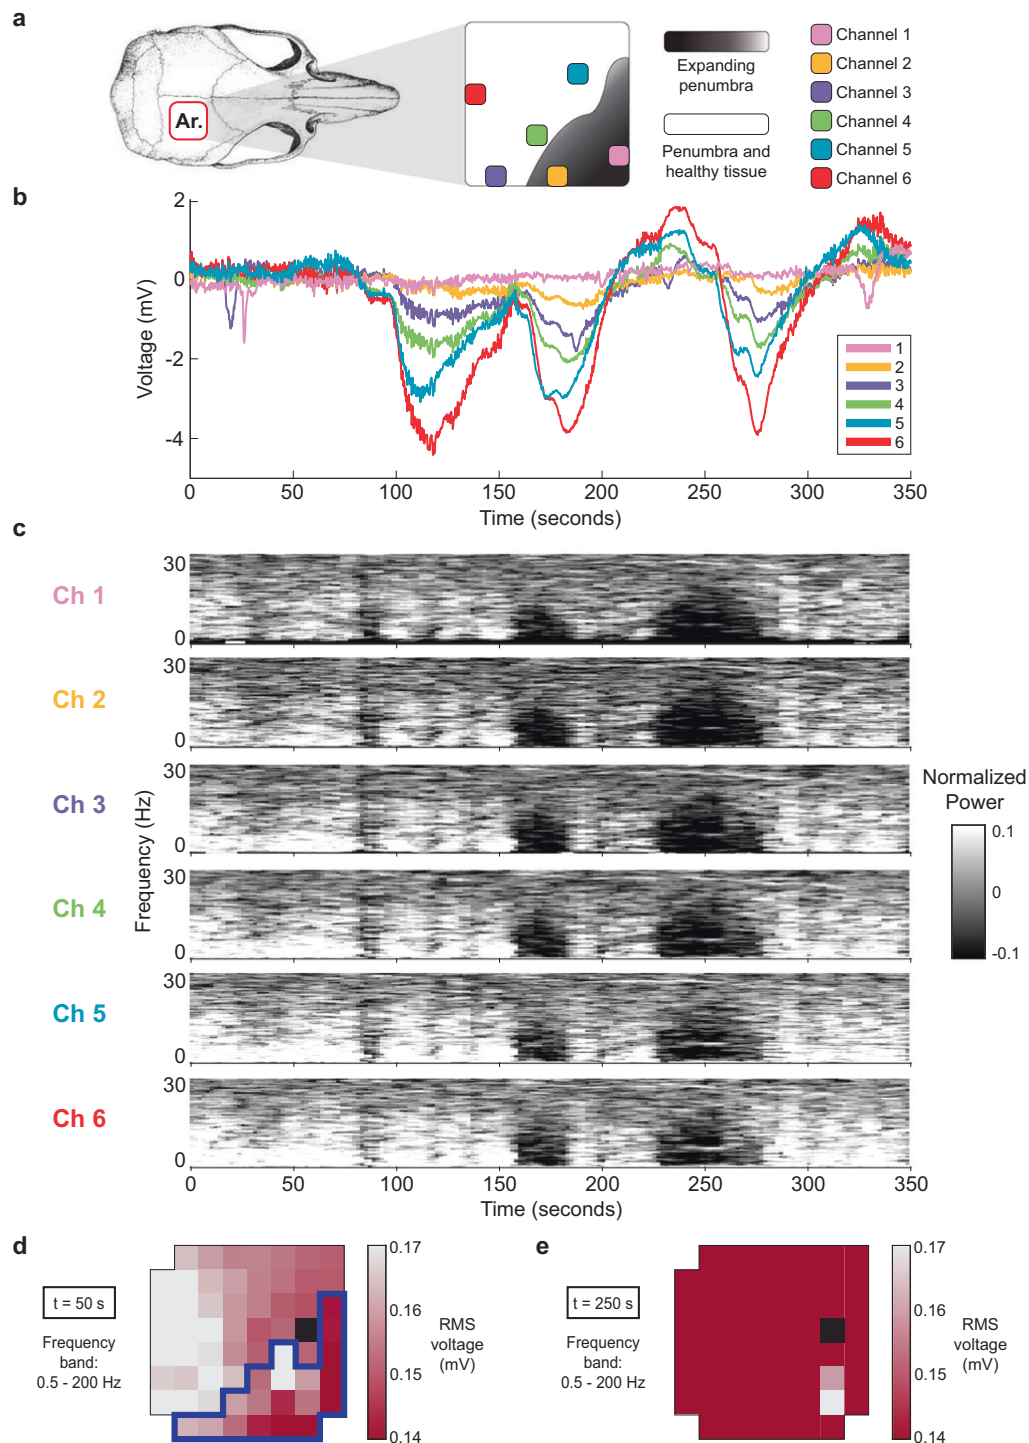 a
Ar.
Expanding
penumbra
Penumbra and
healthy tissue
Channel 1
Channel 2
Channel 3
Channel 4
Channel 5
Channel 6
b
Voltage (mV)
2
0
-2
-4
0 50 100 150 200 250 300 350
Time (seconds)
1
2
3
4
5
6
c
Ch 1
30
0
Ch 2
30
0
Ch 3
30
0
Ch 4
30
0
Ch 5
30
0
Ch 6
30
0
Frequency (Hz)
0 50 100 150 200 250 300 350
Time (seconds)
Normalized
Power
0.1
0
-0.1
d
t = 50 s
Frequency
band:
0.5 - 200 Hz
0.17
0.16
0.15
0.14
RMS
voltage
(mV)
e
t = 250 s
Frequency
band:
0.5 - 200 Hz
0.17
0.16
0.15
0.14
RMS
voltage
(mV)